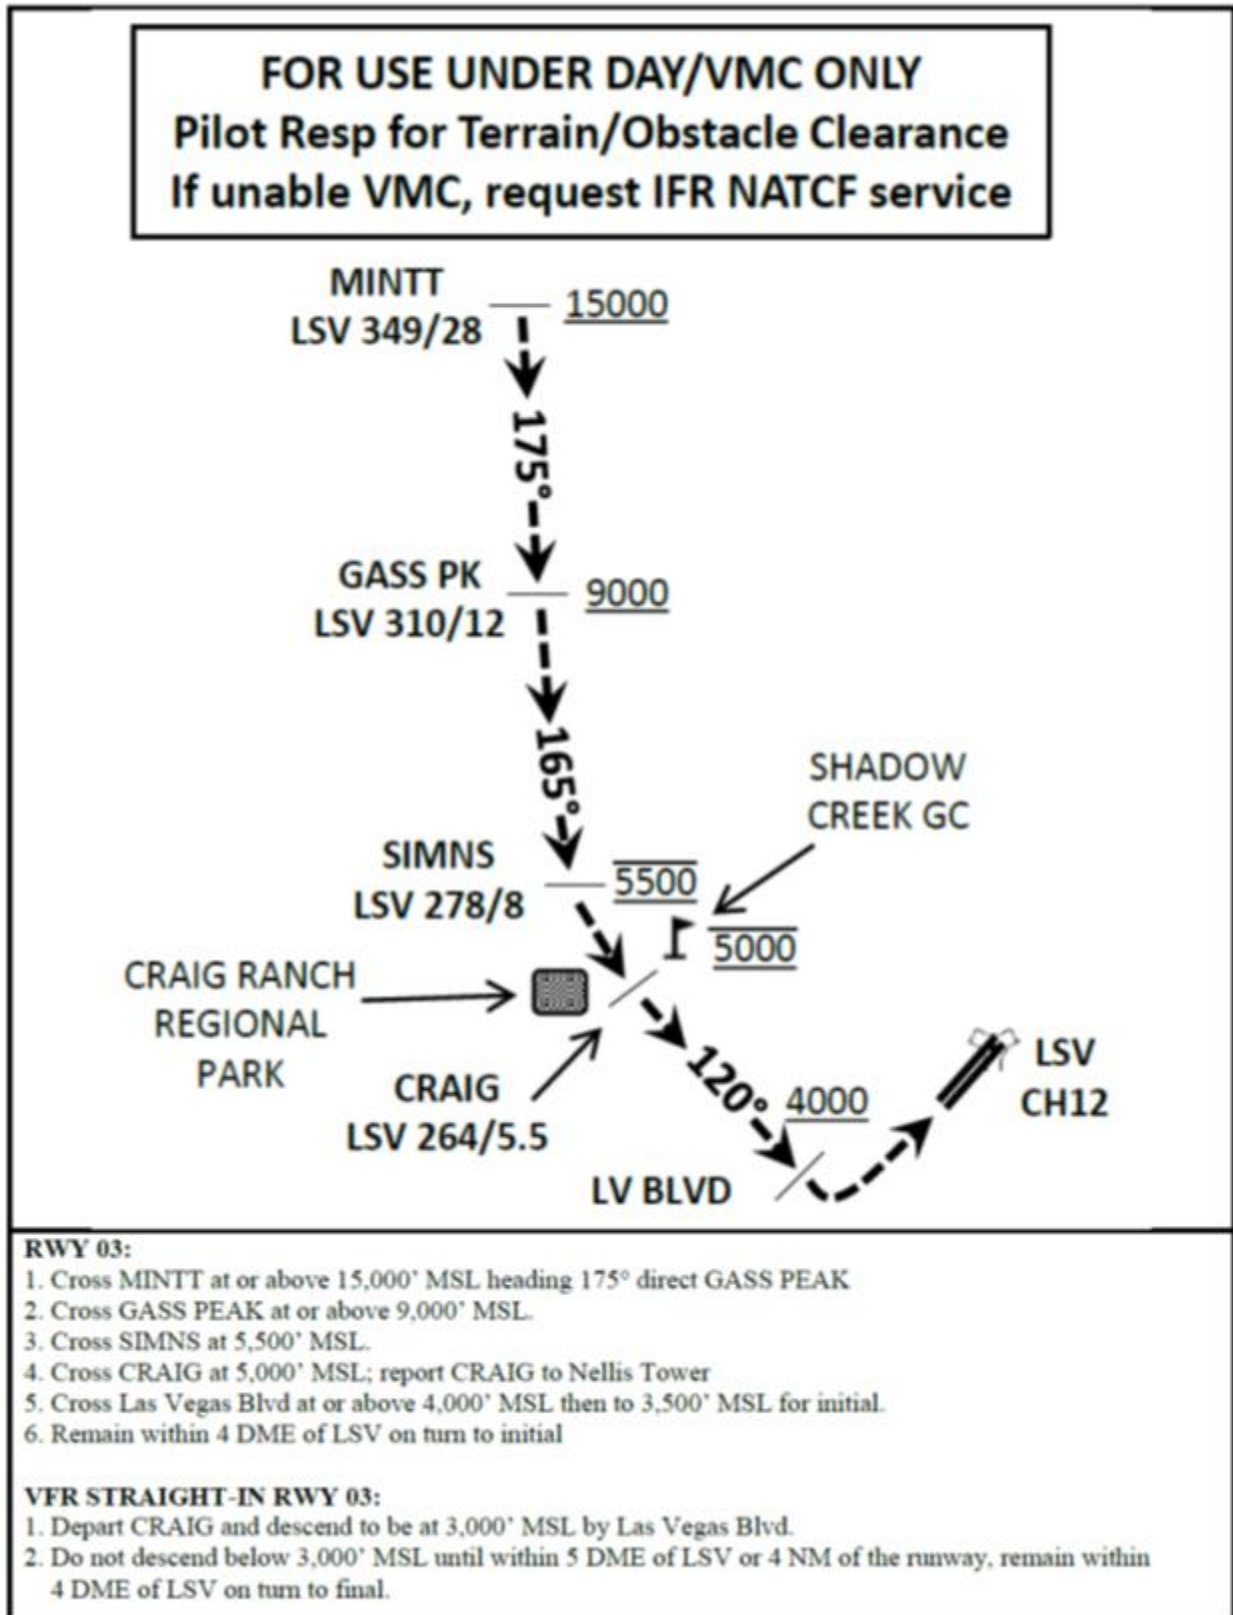 FOR USE UNDER DAY/VMC ONLY
Pilot Resp for Terrain/Obstacle Clearance
If unable VMC, request IFR NATCF service
MINTT
LSV 349/28
15000
175°
GASS PK
LSV 310/12
9000
165°
SHADOW
CREEK GC
SIMNS
LSV 278/8
5500
5000
CRAIG RANCH
REGIONAL
PARK
CRAIG
LSV 264/5.5
120°
4000
LSV
CH12
LV BLVD
RWY 03:
1. Cross MINTT at or above 15,000’ MSL heading 175° direct GASS PEAK
2. Cross GASS PEAK at or above 9,000’ MSL.
3. Cross SIMNS at 5,500’ MSL.
4. Cross CRAIG at 5,000’ MSL; report CRAIG to Nellis Tower
5. Cross Las Vegas Blvd at or above 4,000’ MSL then to 3,500’ MSL for initial.
6. Remain within 4 DME of LSV on turn to initial
VFR STRAIGHT-IN RWY 03:
1. Depart CRAIG and descend to be at 3,000’ MSL by Las Vegas Blvd.
2. Do not descend below 3,000’ MSL until within 5 DME of LSV or 4 NM of the runway, remain within
4 DME of LSV on turn to final.